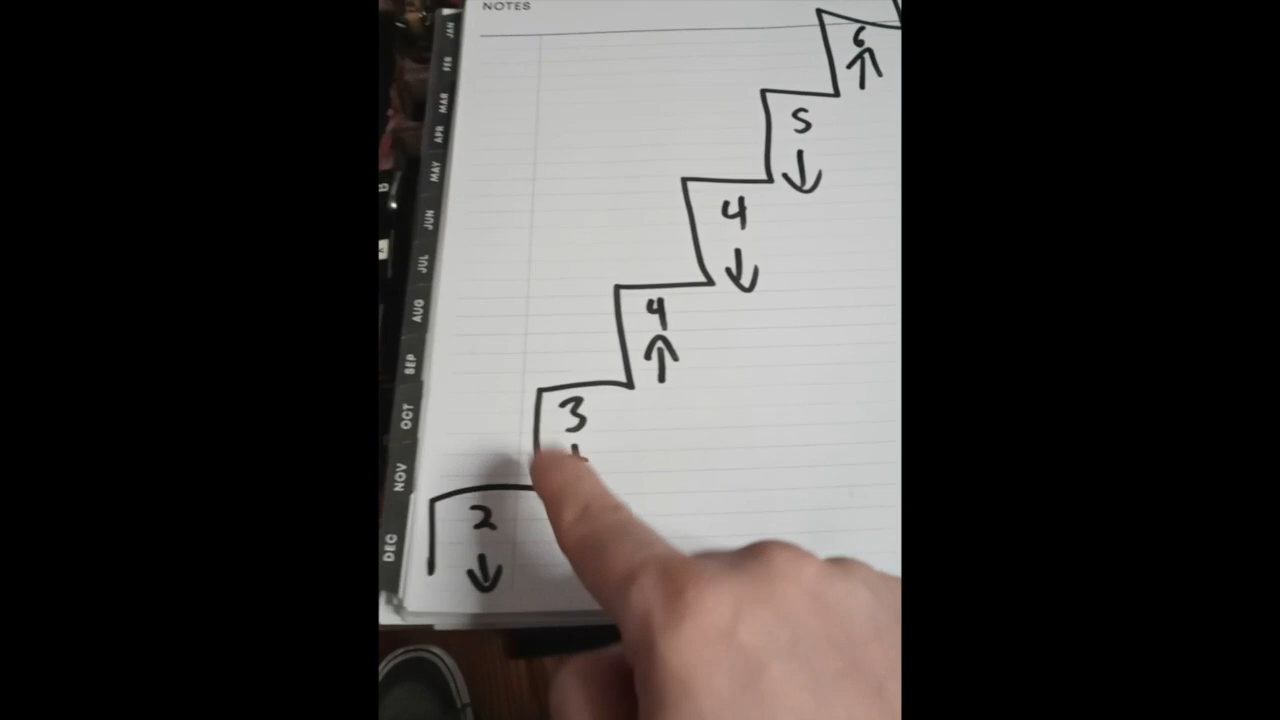 NOTES
JAN
FEB
MAR
APR
MAY
JUN
JUL
AUG
SEP
OCT
NOV
DEC
6
↑
5
↓
4
↓
4
↑
3
2
↓